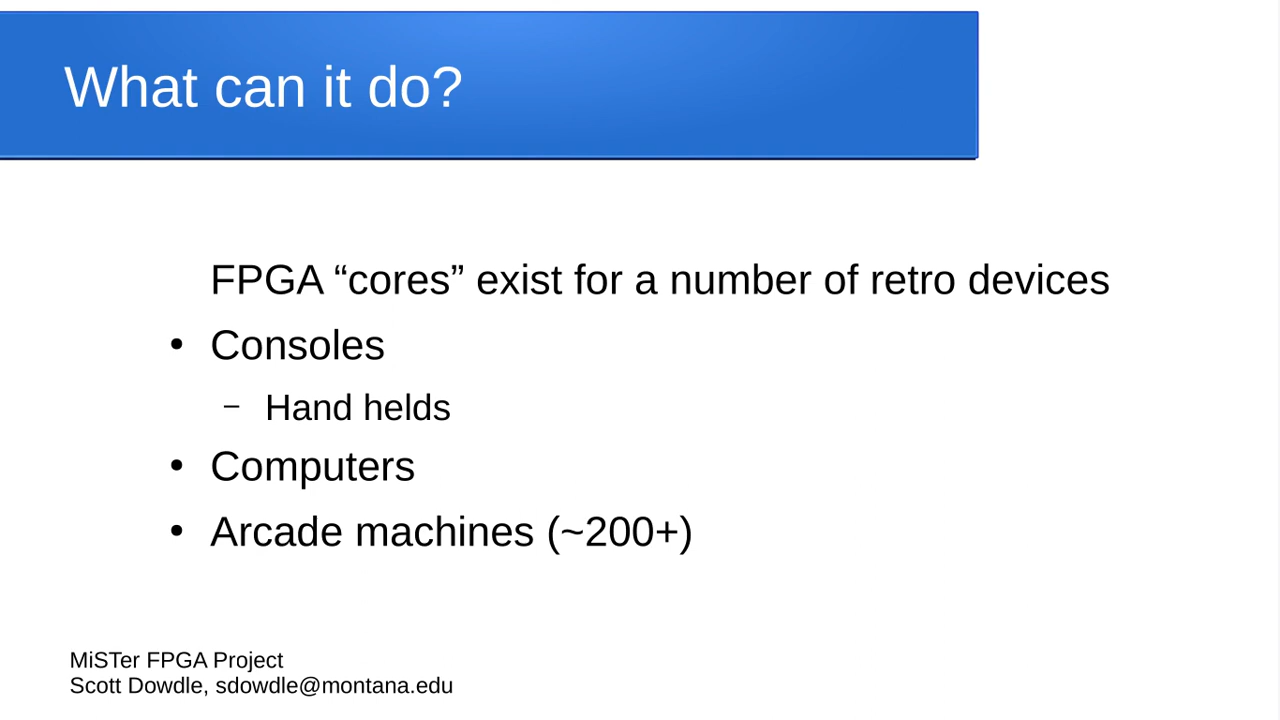 What can it do?
FPGA “cores” exist for a number of retro devices
• Consoles
– Hand helds
• Computers
• Arcade machines (~200+)
MiSTer FPGA Project
Scott Dowdle, sdowdle@montana.edu